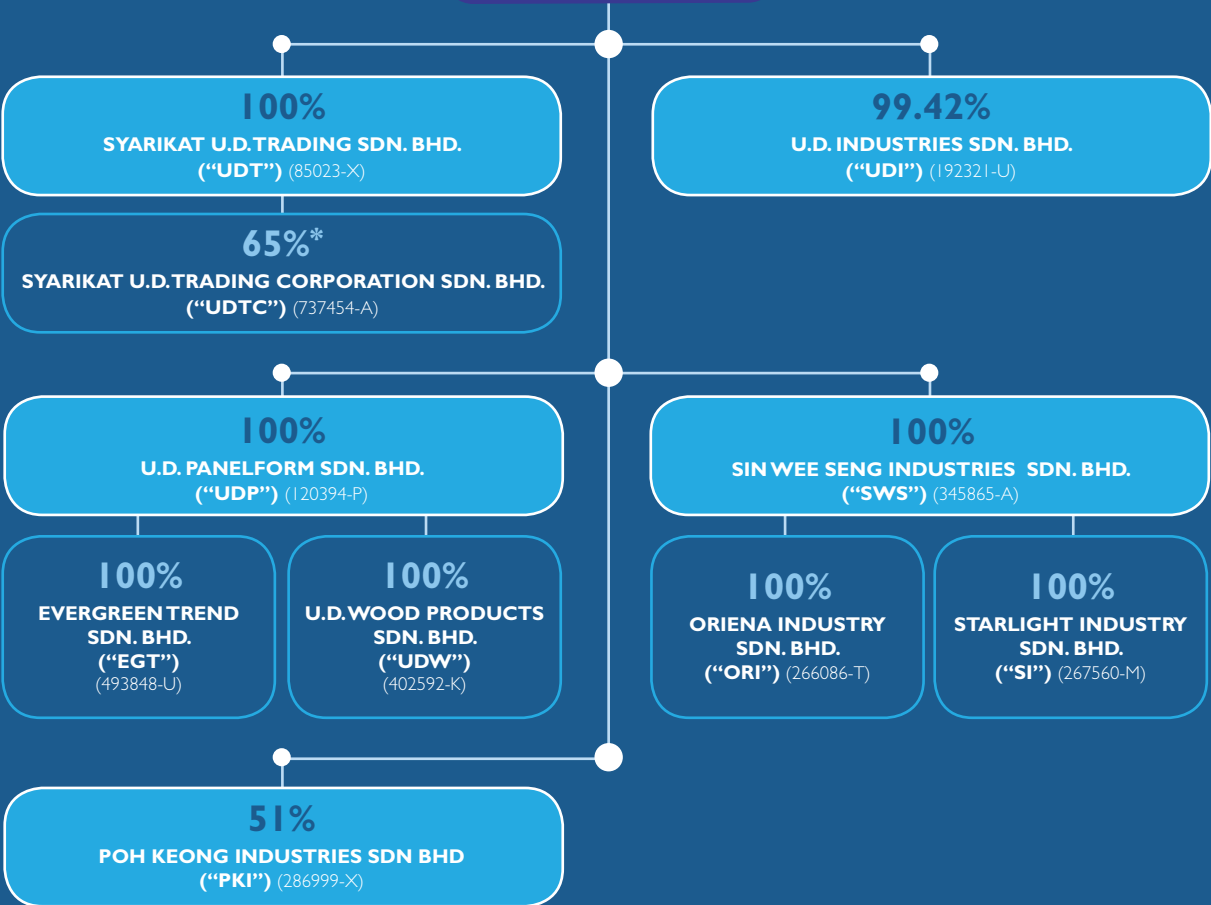 100%
SYARIKAT U.D. TRADING SDN. BHD.
(“UDT”) (85023-X)
99.42%
U.D. INDUSTRIES SDN. BHD.
(“UDI”) (192321-U)
65%*
SYARIKAT U.D. TRADING CORPORATION SDN. BHD.
(“UDTC”) (737454-A)
100%
U.D. PANELFORM SDN. BHD.
(“UDP”) (120394-P)
100%
SIN WEE SENG INDUSTRIES SDN. BHD.
(“SWS”) (345865-A)
100%
EVERGREEN TREND
SDN. BHD.
(“EGT”)
(493848-U)
100%
U.D. WOOD PRODUCTS
SDN. BHD.
(“UDW”)
(402592-K)
100%
ORIENA INDUSTRY
SDN. BHD.
(“ORI”) (266086-T)
100%
STARLIGHT INDUSTRY
SDN. BHD.
(“SI”) (267560-M)
51%
POH KEONG INDUSTRIES SDN BHD
(“PKI”) (286999-X)